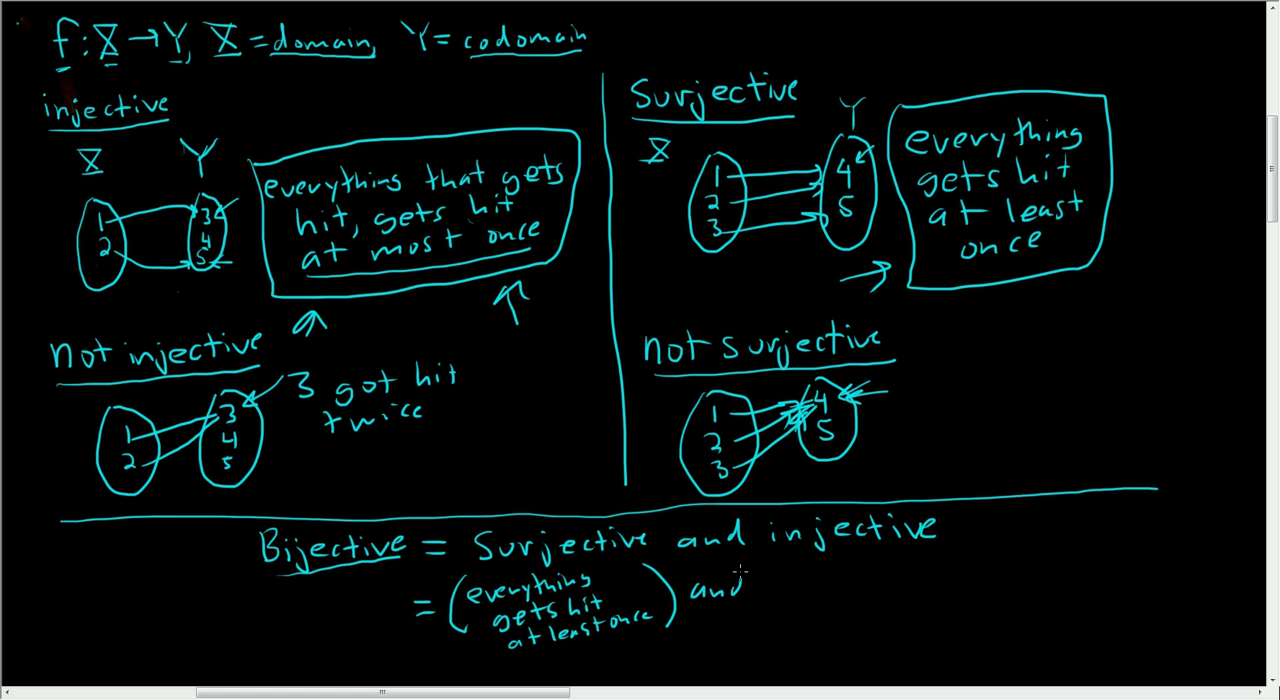 f: X → Y, X = domain, Y = codomain
injective
X Y
1 3
2 4
5
everything that gets
hit, gets hit
at most once
not injective
3 got hit
twice
1 3
2 4
5
Surjective
X Y
1 4
2 5
3
everything
gets hit
at least
once
not surjective
1 4
2 5
3
Bijective = Surjective and injective
= (everything
gets hit
at least once) and